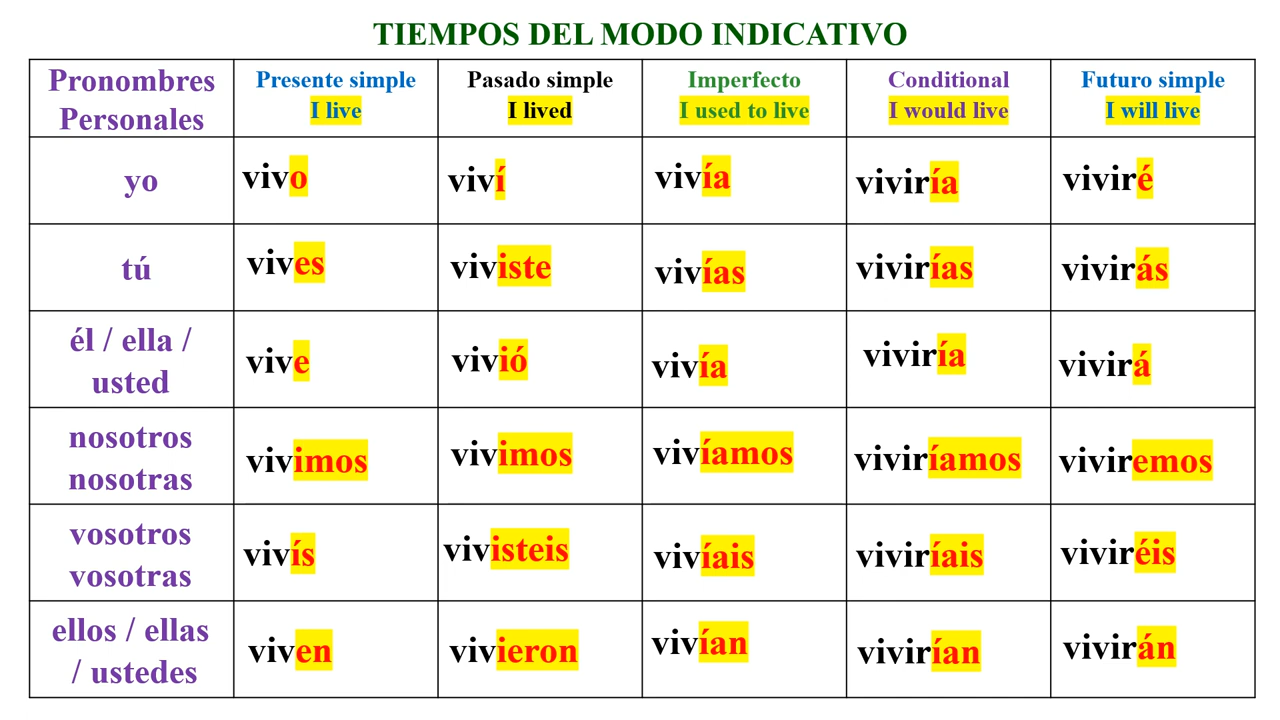 TIEMPOS DEL MODO INDICATIVO
Pronombres Personales | Presente simple I live | Pasado simple I lived | Imperfecto I used to live | Conditional I would live | Futuro simple I will live
yo | vivo | viví | vivía | viviría | viviré
tú | vives | viviste | vivías | vivirías | vivirás
él / ella / usted | vive | vivió | vivía | viviría | vivirá
nosotros nosotras | vivimos | vivimos | vivíamos | viviríamos | viviremos
vosotros vosotras | vivís | vivisteis | vivíais | viviríais | viviréis
ellos / ellas / ustedes | viven | vivieron | vivían | vivirían | vivirán